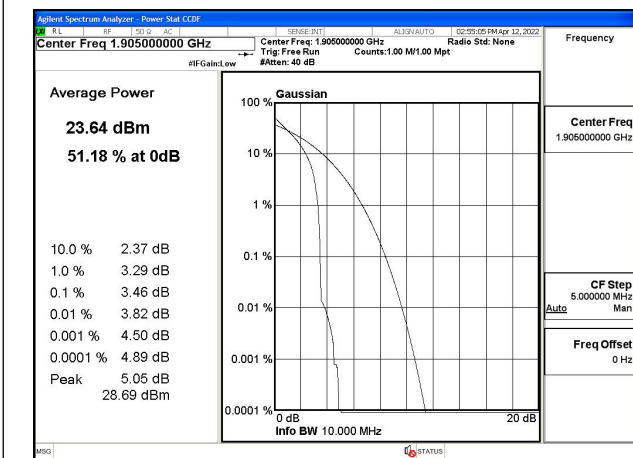 Agilent Spectrum Analyzer - Power Stat CCDF
LXI RL RF 50 Ω AC SENSE:INT ALIGN AUTO 02:55:05 PM Apr 12, 2022
Center Freq 1.905000000 GHz
Center Freq: 1.905000000 GHz Radio Std: None
Trig: Free Run Counts:1.00 M/1.00 Mpt
#IFGain:Low #Atten: 40 dB
Frequency
Average Power
23.64 dBm
51.18 % at 0dB
10.0 % 2.37 dB
1.0 % 3.29 dB
0.1 % 3.46 dB
0.01 % 3.82 dB
0.001 % 4.50 dB
0.0001 % 4.89 dB
Peak 5.05 dB
28.69 dBm
Gaussian
100 %
10 %
1 %
0.1 %
0.01 %
0.001 %
0.0001 %
0 dB 20 dB
Info BW 10.000 MHz
Center Freq
1.905000000 GHz
CF Step
5.000000 MHz
Auto Man
Freq Offset
0 Hz
MSG STATUS